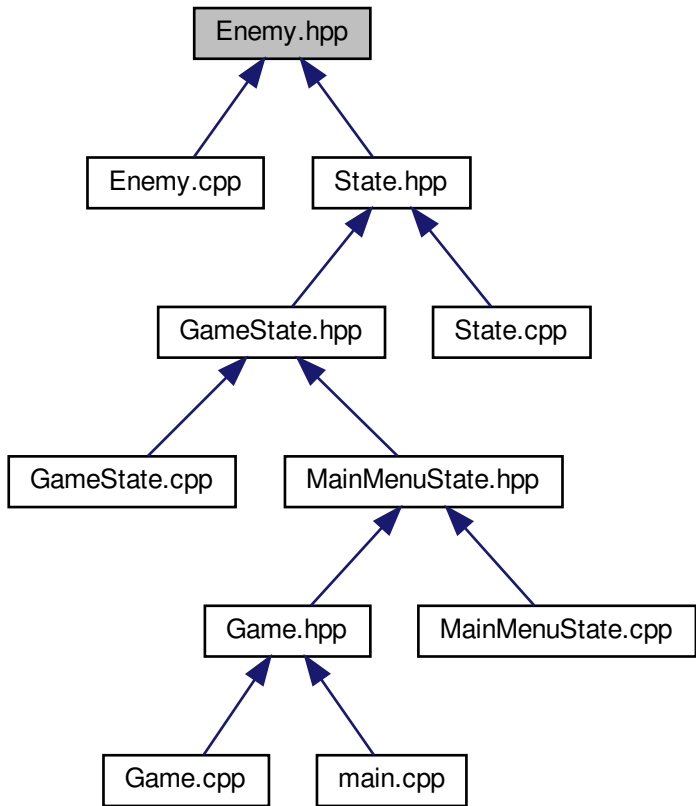 Enemy.hpp
Enemy.cpp
State.hpp
GameState.hpp
State.cpp
GameState.cpp
MainMenuState.hpp
Game.hpp
MainMenuState.cpp
Game.cpp
main.cpp